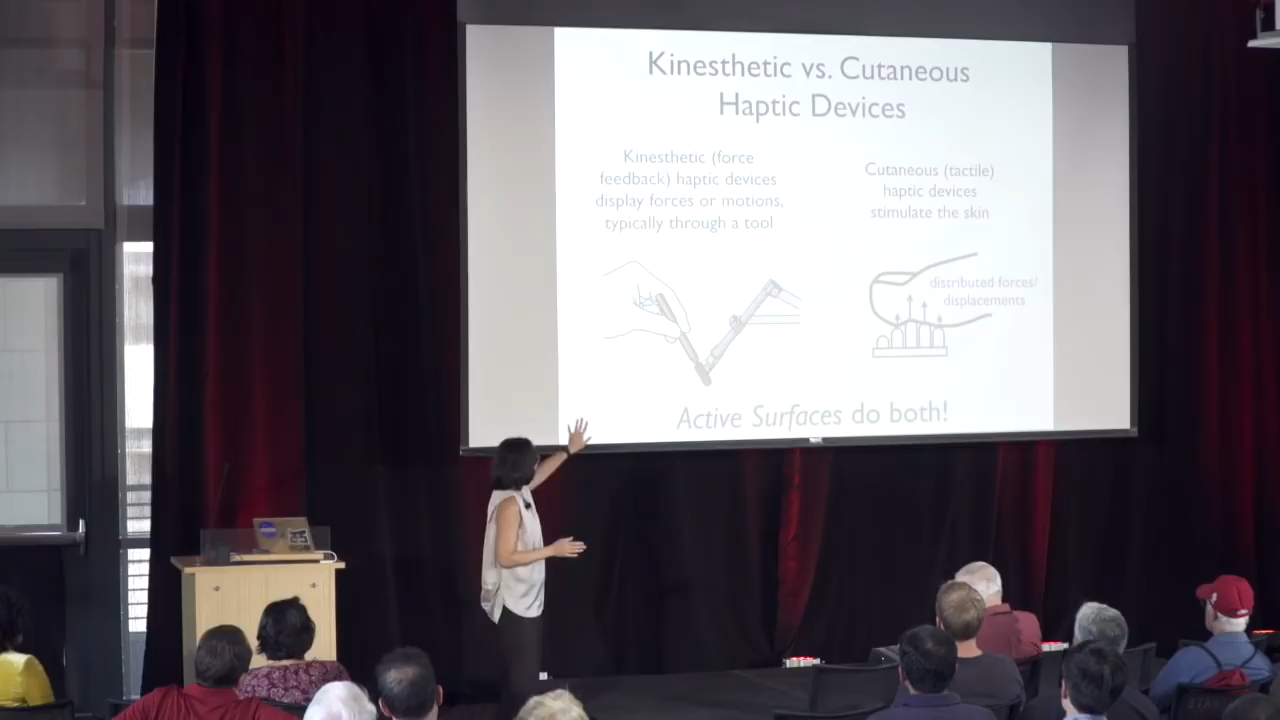 Kinesthetic vs. Cutaneous
Haptic Devices
Kinesthetic (force
feedback) haptic devices
display forces or motions,
typically through a tool
Cutaneous (tactile)
haptic devices
stimulate the skin
distributed forces/
displacements
Active Surfaces do both!